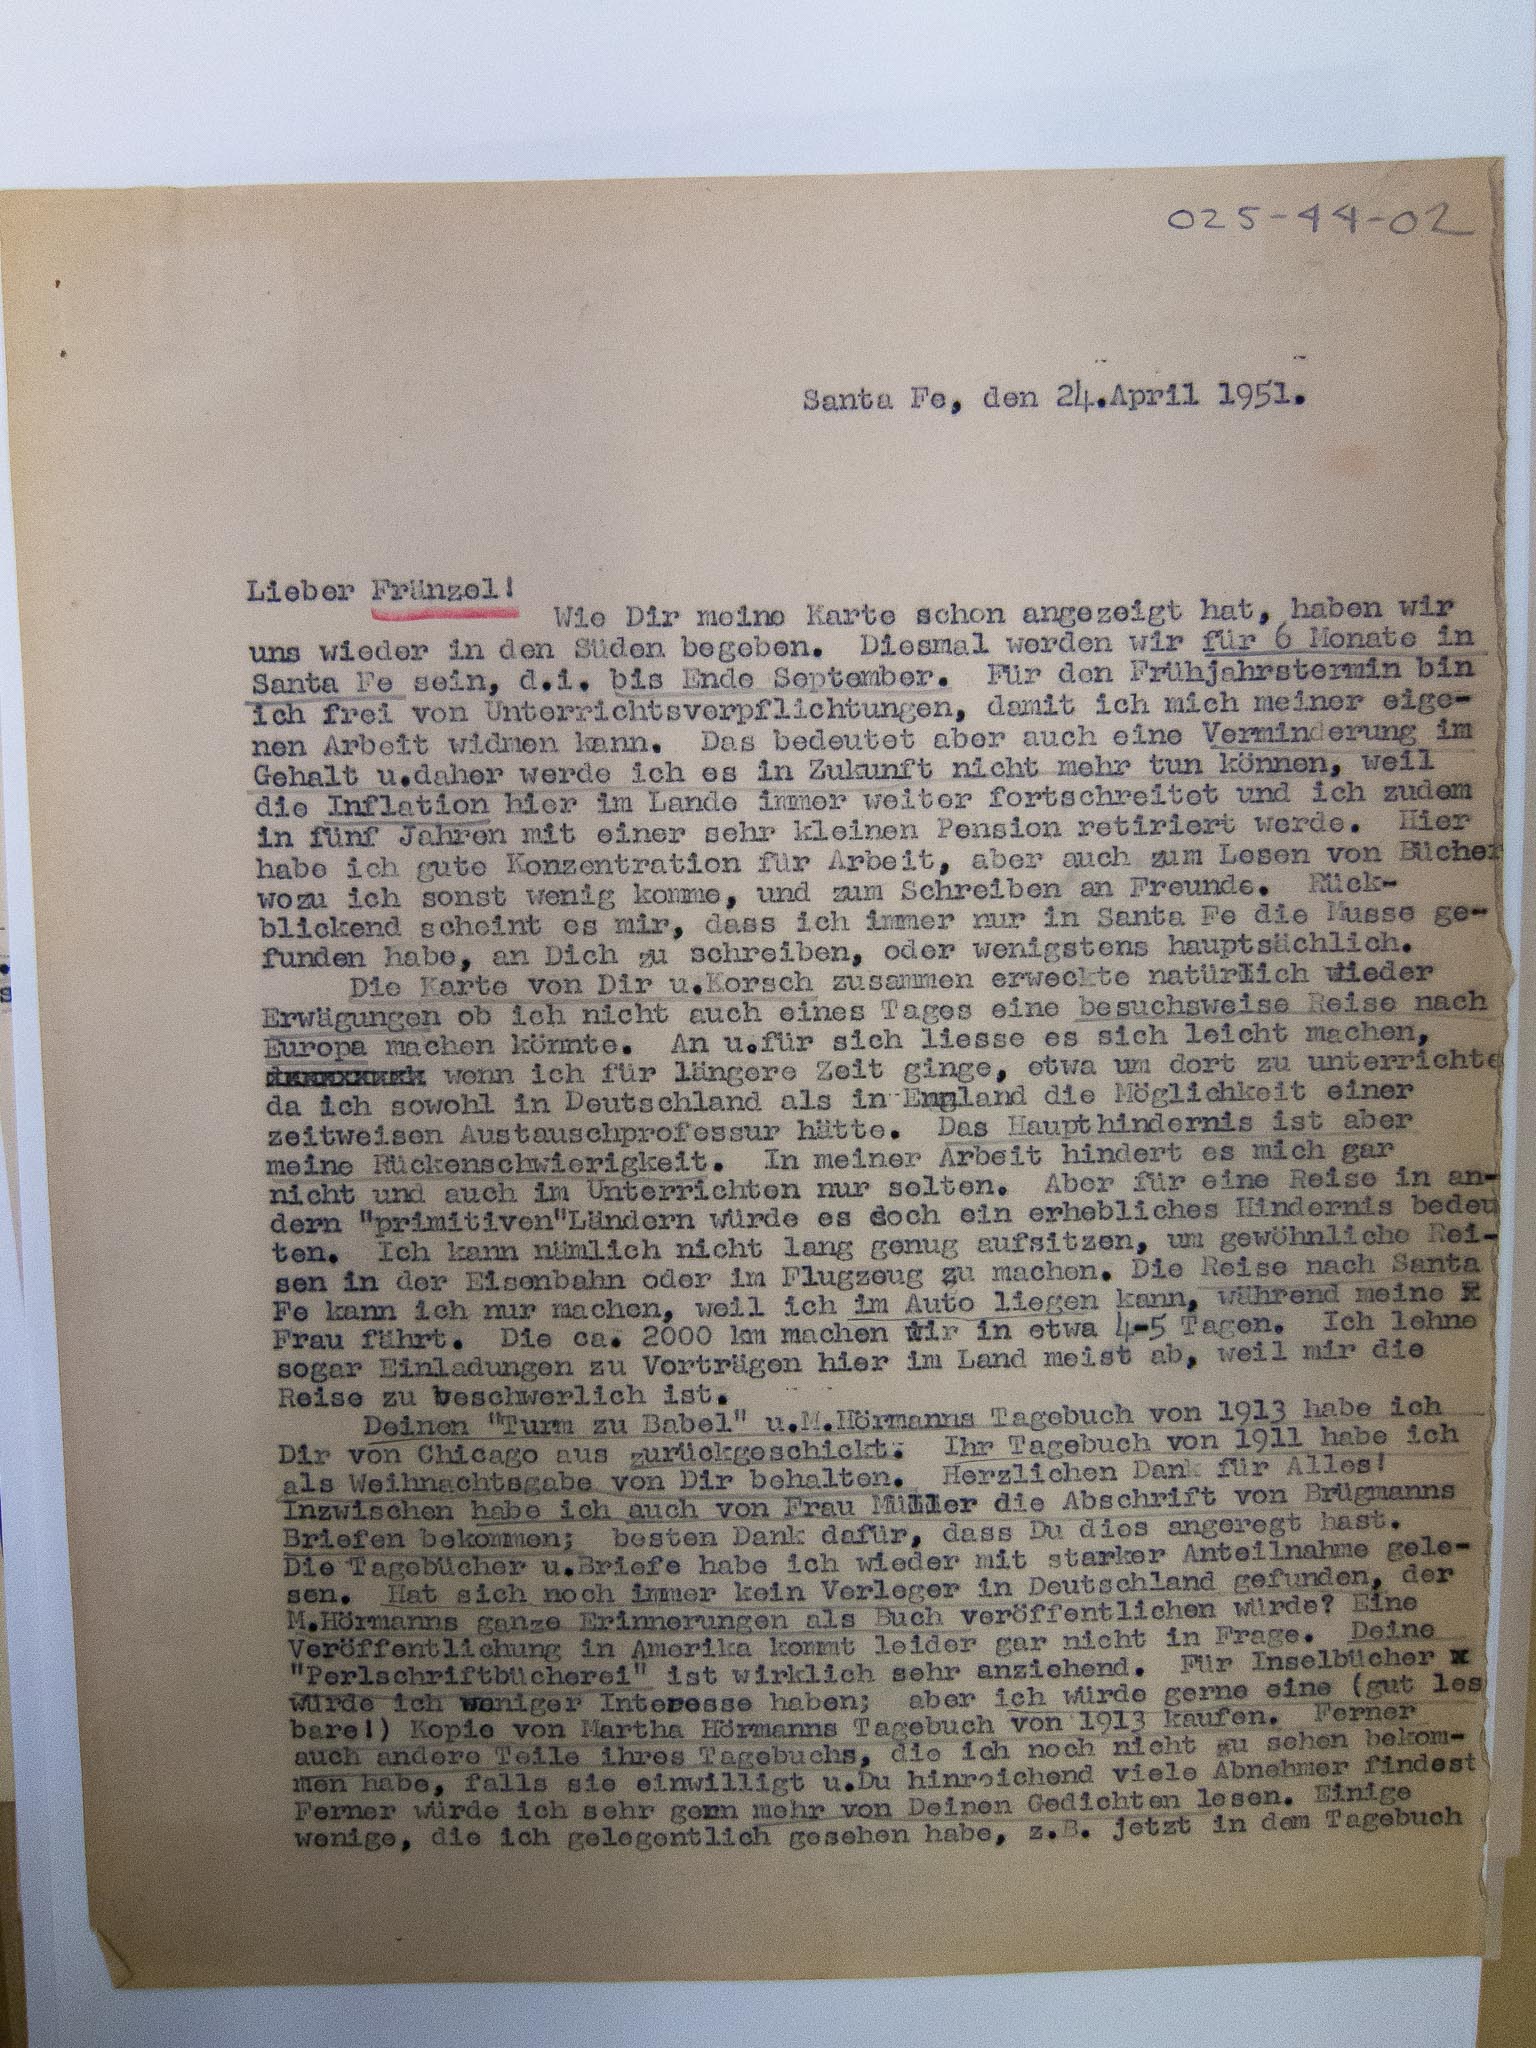 025-44-02
Santa Fe, den 24.April 1951.
Lieber Fränzel!
Wie Dir meine Karte schon angezeigt hat, haben wir
uns wieder in den Süden begeben. Diesmal werden wir für 6 Monate in
Santa Fe sein, d.i. bis Ende September. Für den Frühjahrstermin bin
ich frei von Unterrichtsverpflichtungen, damit ich mich meiner eige-
nen Arbeit widmen kann. Das bedeutet aber auch eine Verminderung im
Gehalt u.daher werde ich es in Zukunft nicht mehr tun können, weil
die Inflation hier im Lande immer weiter fortschreitet und ich zudem
in fünf Jahren mit einer sehr kleinen Pension retiriert werde. Hier
habe ich gute Konzentration für Arbeit, aber auch zum Lesen von Bücher
wozu ich sonst wenig komme, und zum Schreiben an Freunde. Rück-
blickend scheint es mir, dass ich immer nur in Santa Fe die Musse ge-
funden habe, an Dich zu schreiben, oder wenigstens hauptsächlich.
Die Karte von Dir u.Korsch zusammen erweckte natürlich wieder
Erwägungen ob ich nicht auch eines Tages eine besuchsweise Reise nach
Europa machen könnte. An u.für sich liesse es sich leicht machen,
wenn ich für längere Zeit ginge, etwa um dort zu unterrichte
da ich sowohl in Deutschland als in England die Möglichkeit einer
zeitweisen Austauschprofessur hätte. Das Haupthindernis ist aber
meine Rückenschwierigkeit. In meiner Arbeit hindert es mich gar
nicht und auch im Unterrichten nur selten. Aber für eine Reise in an-
dern "primitiven"Ländern würde es doch ein erhebliches Hindernis bedeu
ten. Ich kann nämlich nicht lang genug aufsitzen, um gewöhnliche Rei-
sen in der Eisenbahn oder im Flugzeug zu machen. Die Reise nach Santa
Fe kann ich nur machen, weil ich im Auto liegen kann, während meine x
Frau fährt. Die ca. 2000 km machen wir in etwa 4-5 Tagen. Ich lehne
sogar Einladungen zu Vorträgen hier im Land meist ab, weil mir die
Reise zu beschwerlich ist.
Deinen "Turm zu Babel" u.M.Hörmanns Tagebuch von 1913 habe ich
Dir von Chicago aus zurückgeschickt. Ihr Tagebuch von 1911 habe ich
als Weihnachtsgabe von Dir behalten. Herzlichen Dank für Alles!
Inzwischen habe ich auch von Frau Müller die Abschrift von Brügmanns
Briefen bekommen; besten Dank dafür, dass Du dies angeregt hast.
Die Tagebücher u.Briefe habe ich wieder mit starker Anteilnahme gele-
sen. Hat sich noch immer kein Verleger in Deutschland gefunden, der
M.Hörmanns ganze Erinnerungen als Buch veröffentlichen würde? Eine
Veröffentlichung in Amerika kommt leider gar nicht in Frage. Deine
"Perlschriftbücherei" ist wirklich sehr anziehend. Für Inselbücher x
würde ich weniger Interesse haben; aber ich würde gerne eine (gut les
bare!) Kopie von Martha Hörmanns Tagebuch von 1913 kaufen. Ferner
auch andere Teile ihres Tagebuchs, die ich noch nicht zu sehen bekom-
men habe, falls sie einwilligt u.Du hinreichend viele Abnehmer findest
Ferner würde ich sehr gern mehr von Deinen Gedichten lesen. Einige
wenige, die ich gelegentlich gesehen habe, z.B. jetzt in dem Tagebuch